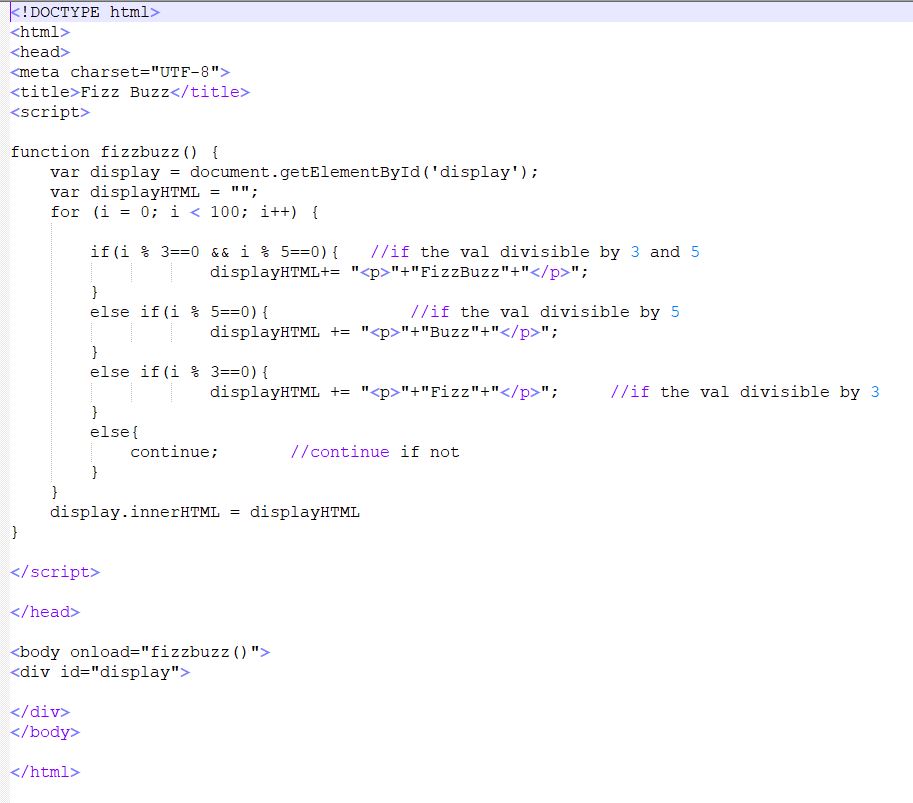 <!DOCTYPE html>
<html>
<head>
<meta charset="UTF-8">
<title>Fizz Buzz</title>
<script>

function fizzbuzz() {
    var display = document.getElementById('display');
    var displayHTML = "";
    for (i = 0; i < 100; i++) {

        if(i % 3==0 && i % 5==0){   //if the val divisible by 3 and 5
                    displayHTML+= "<p>"+"FizzBuzz"+"</p>";
        }
        else if(i % 5==0){              //if the val divisible by 5
                    displayHTML += "<p>"+"Buzz"+"</p>";
        }
        else if(i % 3==0){
                    displayHTML += "<p>"+"Fizz"+"</p>";     //if the val divisible by 3
        }
        else{
            continue;       //continue if not
        }
    }
    display.innerHTML = displayHTML
}

</script>

</head>

<body onload="fizzbuzz()">
<div id="display">

</div>
</body>

</html>